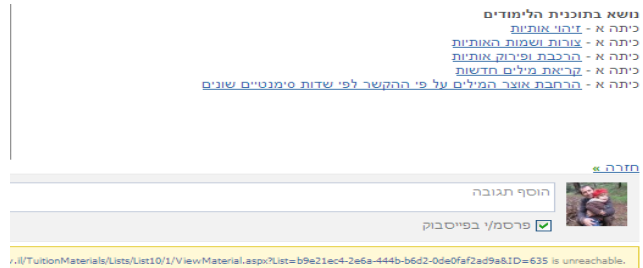 נושא בתוכנית הלימודים
כיתה א - זיהוי אותיות
כיתה א - צורות ושמות האותיות
כיתה א - הרכבת ופירוק אותיות
כיתה א - קריאת מילים חדשות
כיתה א - הרחבת אוצר המילים על פי ההקשר לפי שדות סימנטיים שונים
חזרה »
הוסף תגובה
פרסמ/י בפייסבוק
.il/TuitionMaterials/Lists/List10/1/ViewMaterial.aspx?List=b9e21ec4-2e6a-444b-b6d2-0de0faf2ad9a&ID=635 is unreachable.